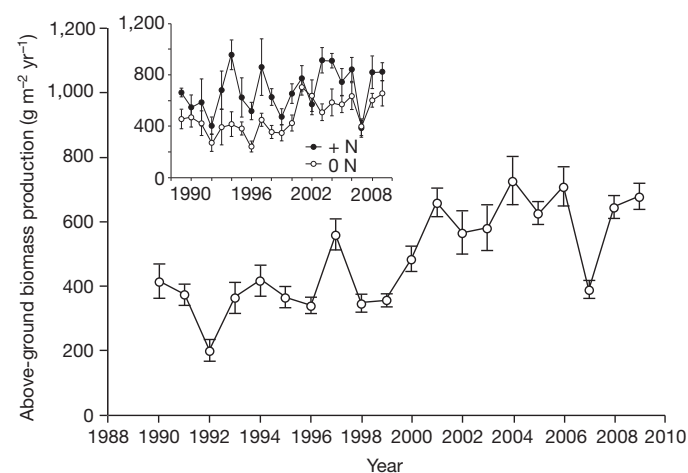 1,200
1,000
800
600
400
200
0
Above-ground biomass production (g m⁻² yr⁻¹)
1,200
800
400
0
+ N
0 N
1990 1996 2002 2008
1988 1990 1992 1994 1996 1998 2000 2002 2004 2006 2008 2010
Year